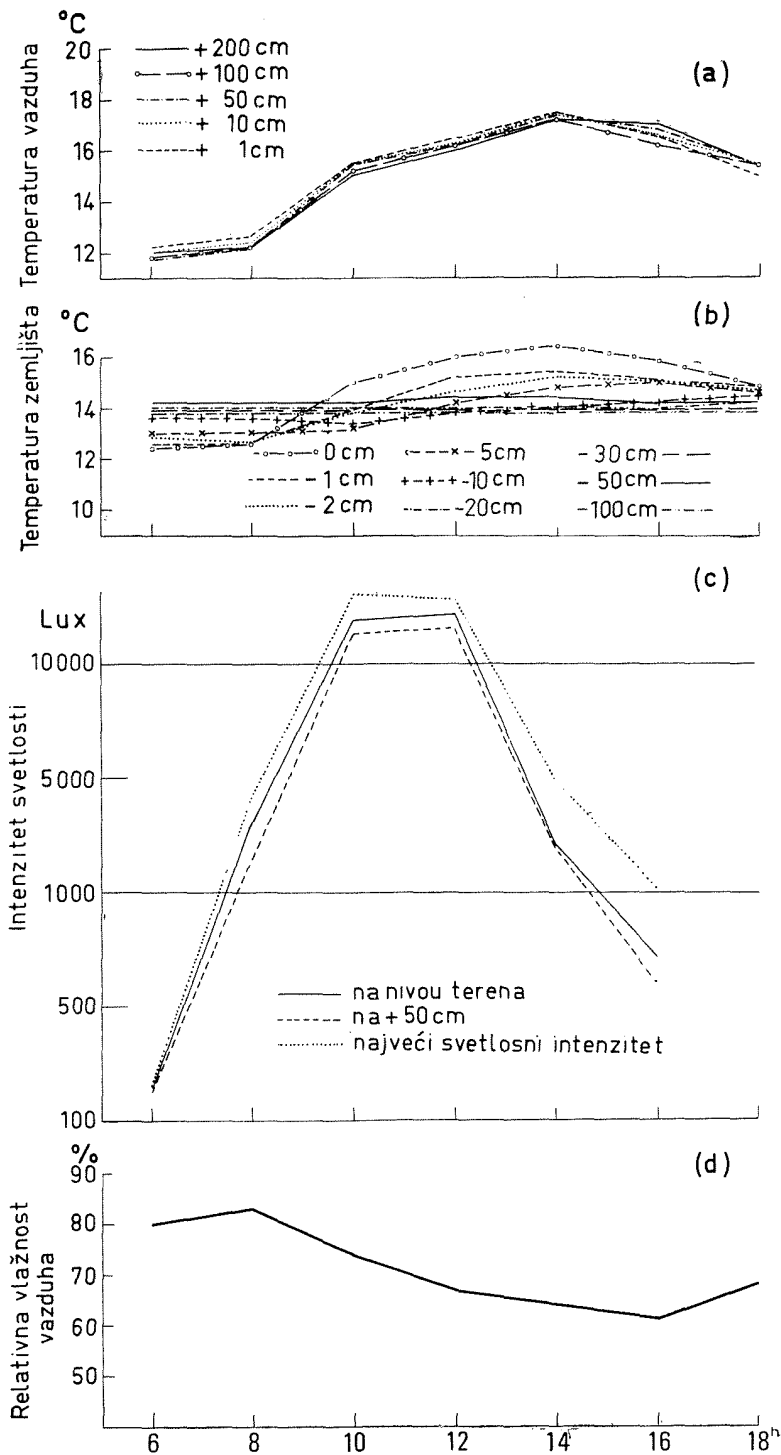 °C
20
18
16
14
12
Temperatura vazduha
+ 200 cm
+ 100 cm
+ 50 cm
+ 10 cm
+ 1 cm
(a)
°C
16
14
12
10
Temperatura zemljišta
(b)
0 cm
- 1 cm
- 2 cm
- 5 cm
-10 cm
-20 cm
-30 cm
-50 cm
-100 cm
(c)
Lux
10000
5000
1000
500
100
Intenzitet svetlosti
na nivou terena
na + 50 cm
najveći svetlosni intenzitet
(d)
%
90
80
70
60
50
Relativna vlažnost
vazduha
6 8 10 12 14 16 18h